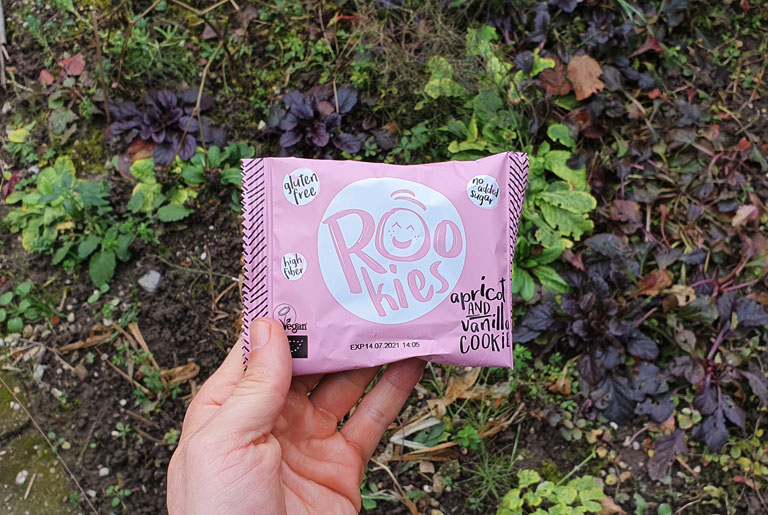 gluten
free
no
added
sugar
Roo
kies
high
fiber
apricot
AND
vanilla
COOKIE
vegan
EXP14.07.2021 14:05